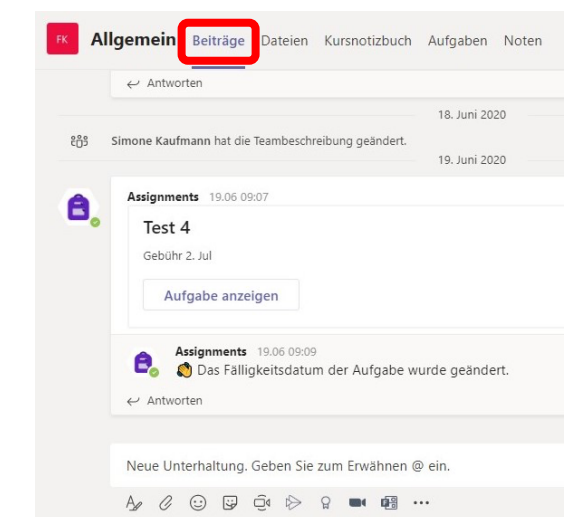 FK Allgemein Beiträge Dateien Kursnotizbuch Aufgaben Noten
Antworten
18. Juni 2020
Simone Kaufmann hat die Teambeschreibung geändert.
19. Juni 2020
Assignments 19.06 09:07
Test 4
Gebühr 2. Jul
Aufgabe anzeigen
Assignments 19.06 09:09
Das Fälligkeitsdatum der Aufgabe wurde geändert.
Antworten
Neue Unterhaltung. Geben Sie zum Erwähnen @ ein.